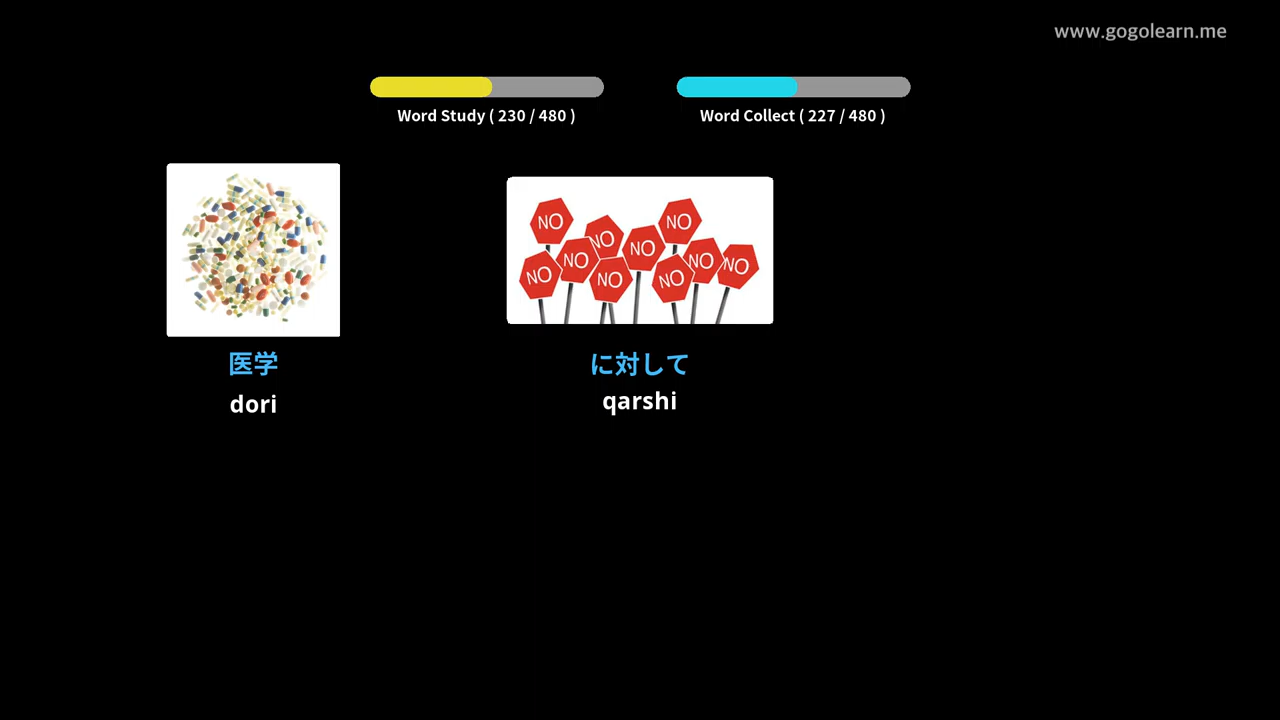 www.gogolearn.me
Word Study ( 230 / 480 )
Word Collect ( 227 / 480 )
NO
NO
NO
NO
NO
NO
NO
NO
NO
NO
医学
dori
に対して
qarshi